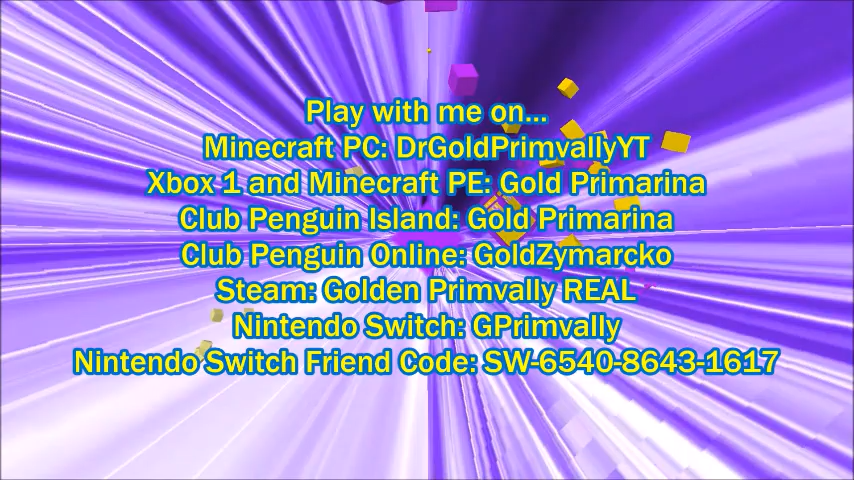 Play with me on...
Minecraft PC: DrGoldPrimvallyYT
Xbox 1 and Minecraft PE: Gold Primarina
Club Penguin Island: Gold Primarina
Club Penguin Online: GoldZymarcko
Steam: Golden Primvally REAL
Nintendo Switch: GPrimvally
Nintendo Switch Friend Code: SW-6540-8643-1617